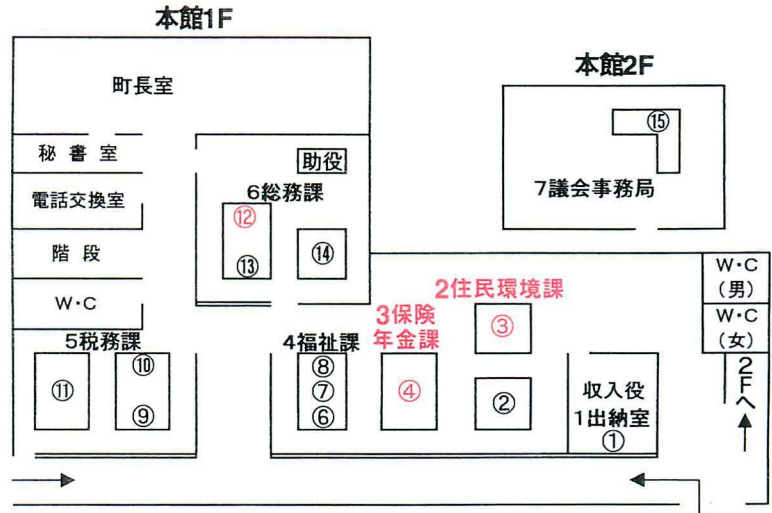 本館1F
町長室
秘書室
電話交換室
階段
W・C
助役
6総務課
⑫
⑬
⑭
5税務課
⑪
⑩
⑨
4福祉課
⑧
⑦
⑥
3保険
年金課
④
2住民環境課
③
②
収入役
1出納室
①
本館2F
⑮
7議会事務局
W・C
(男)
W・C
(女)
2Fへ